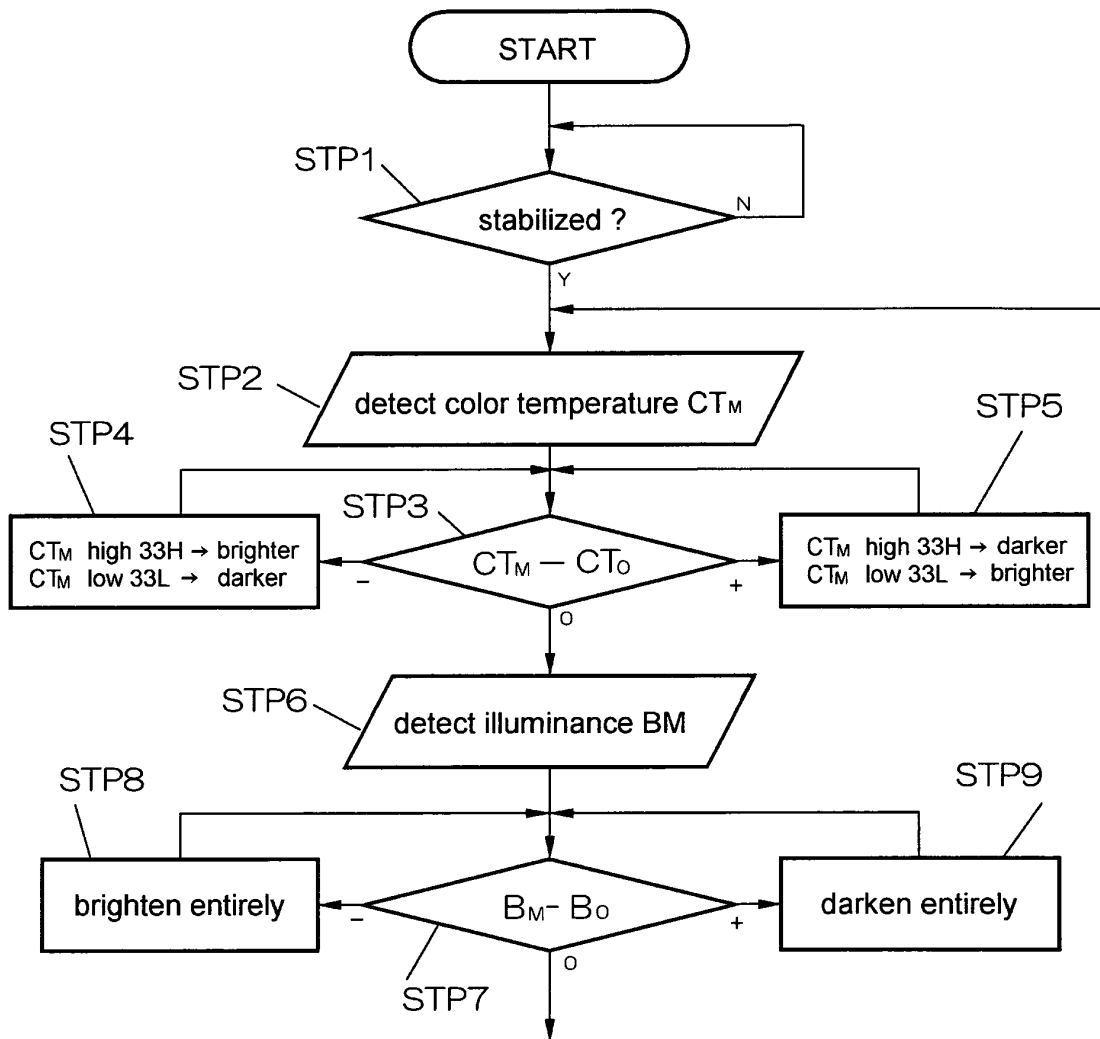 START
STP1
stabilized ?
N
Y
STP2
detect color temperature CTM
STP4
STP5
STP3
CTM high 33H → brighter
CTM low 33L → darker
CTM — CTO
CTM high 33H → darker
CTM low 33L → brighter
−
+
O
STP6
detect illuminance BM
STP8
STP9
brighten entirely
BM- BO
darken entirely
−
+
O
STP7